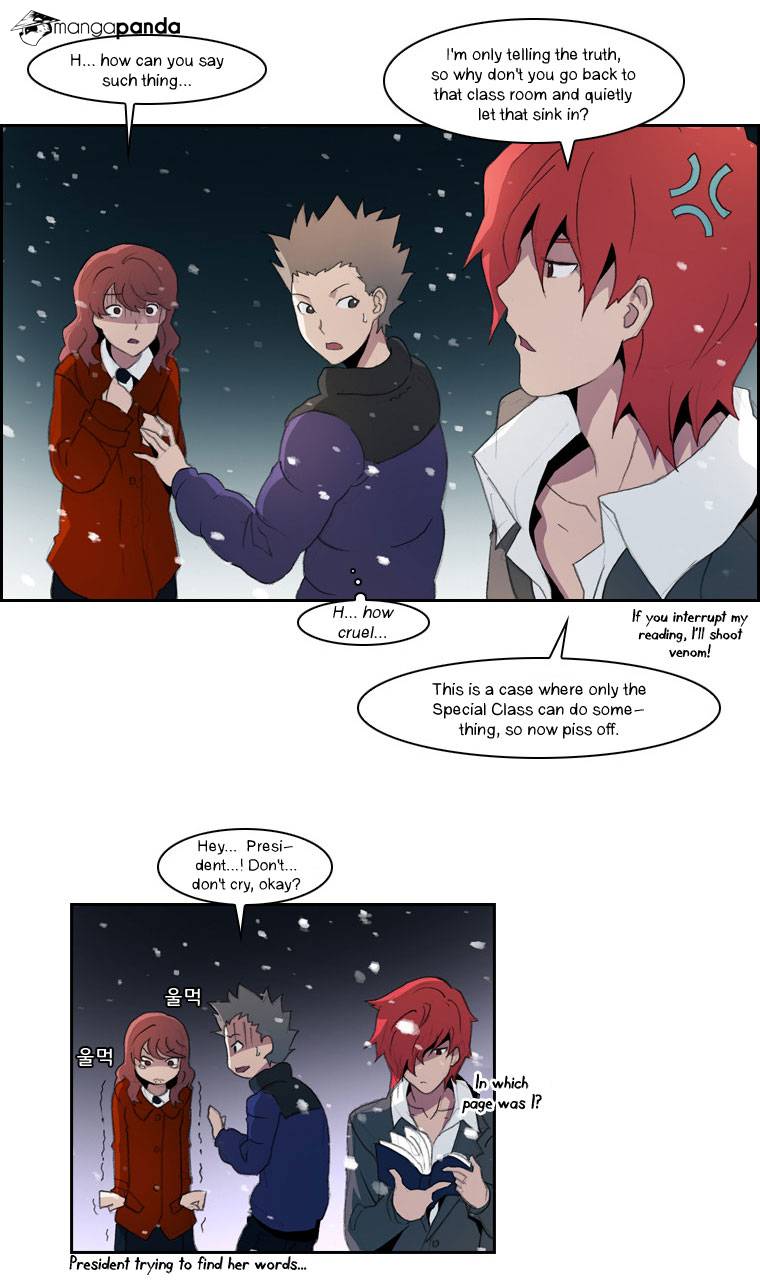 mangapanda
H... how can you say
such thing...
I'm only telling the truth,
so why don't you go back to
that class room and quietly
let that sink in?
H... how
cruel...
If you interrupt my
reading, I'll shoot
venom!
This is a case where only the
Special Class can do some-
thing, so now piss off.
Hey... Presi-
dent...! Don't...
don't cry, okay?
울먹
울먹
In which
page was I?
President trying to find her words...